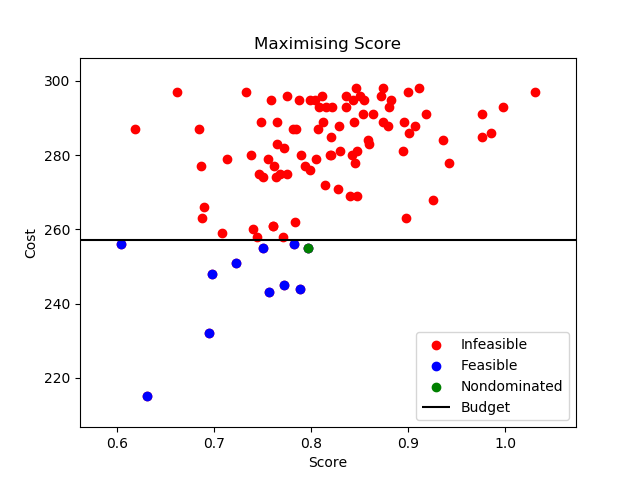 Maximising Score
300
280
260
240
220
Cost
0.6 0.7 0.8 0.9 1.0
Score
Infeasible
Feasible
Nondominated
Budget